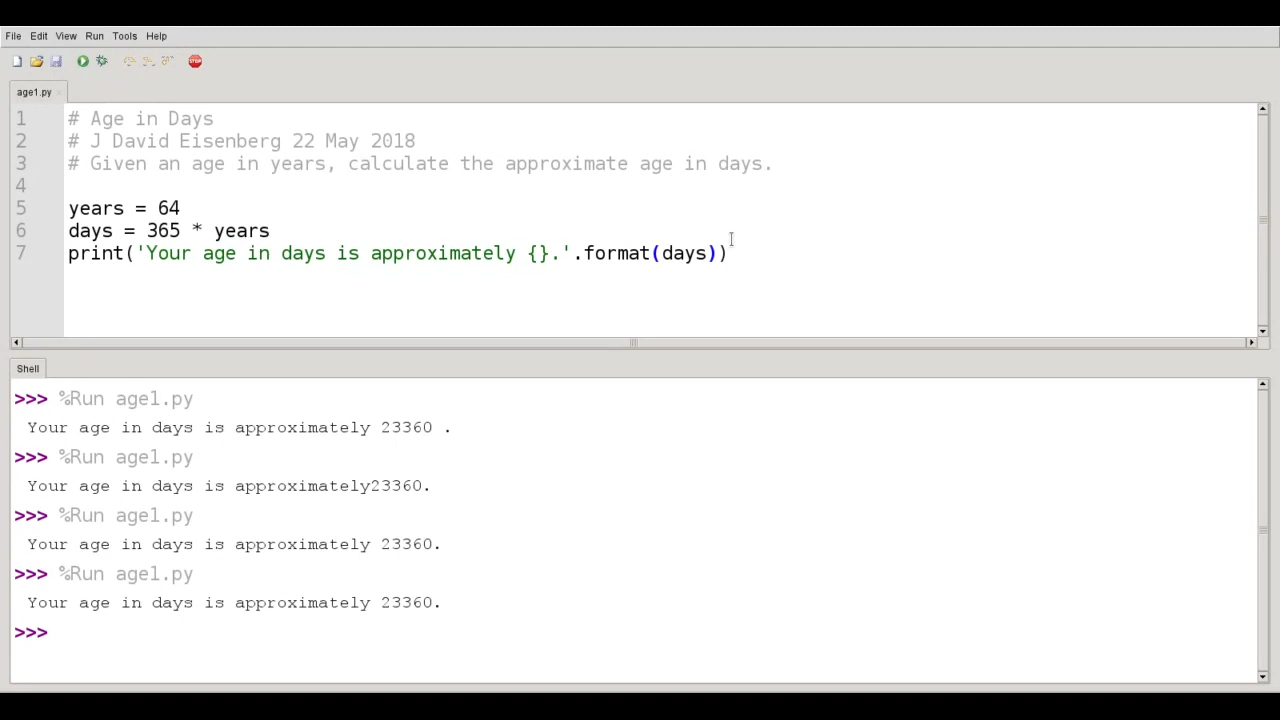 File Edit View Run Tools Help
STOP
age1.py
1 # Age in Days
2 # J David Eisenberg 22 May 2018
3 # Given an age in years, calculate the approximate age in days.
4
5 years = 64
6 days = 365 * years
7 print('Your age in days is approximately {}.'.format(days))
Shell
>>> %Run age1.py
Your age in days is approximately 23360 .
>>> %Run age1.py
Your age in days is approximately23360.
>>> %Run age1.py
Your age in days is approximately 23360.
>>> %Run age1.py
Your age in days is approximately 23360.
>>>